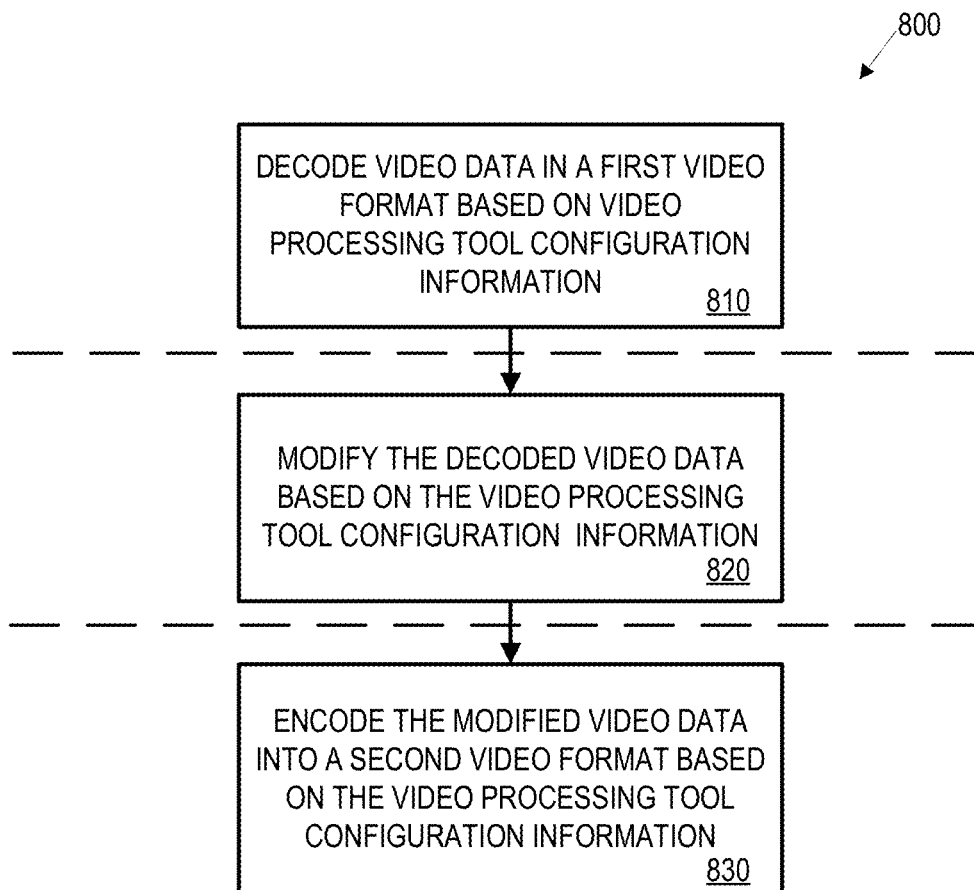 800
DECODE VIDEO DATA IN A FIRST VIDEO
FORMAT BASED ON VIDEO
PROCESSING TOOL CONFIGURATION
INFORMATION
810
MODIFY THE DECODED VIDEO DATA
BASED ON THE VIDEO PROCESSING
TOOL CONFIGURATION INFORMATION
820
ENCODE THE MODIFIED VIDEO DATA
INTO A SECOND VIDEO FORMAT BASED
ON THE VIDEO PROCESSING TOOL
CONFIGURATION INFORMATION
830